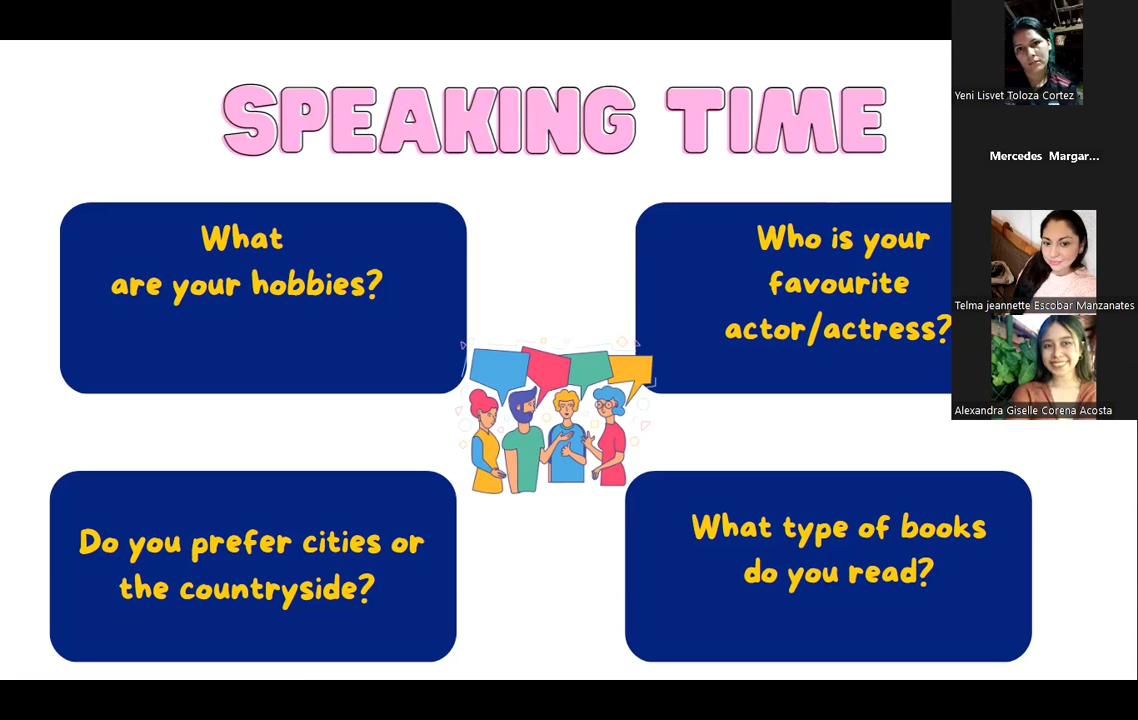 SPEAKING TIME
What
are your hobbies?
Who is your
favourite
actor/actress?
Do you prefer cities or
the countryside?
What type of books
do you read?
Yeni Lisvet Toloza Cortez
Mercedes Margar...
Telma jeannette Escobar Manzanates
Alexandra Giselle Corena Acosta